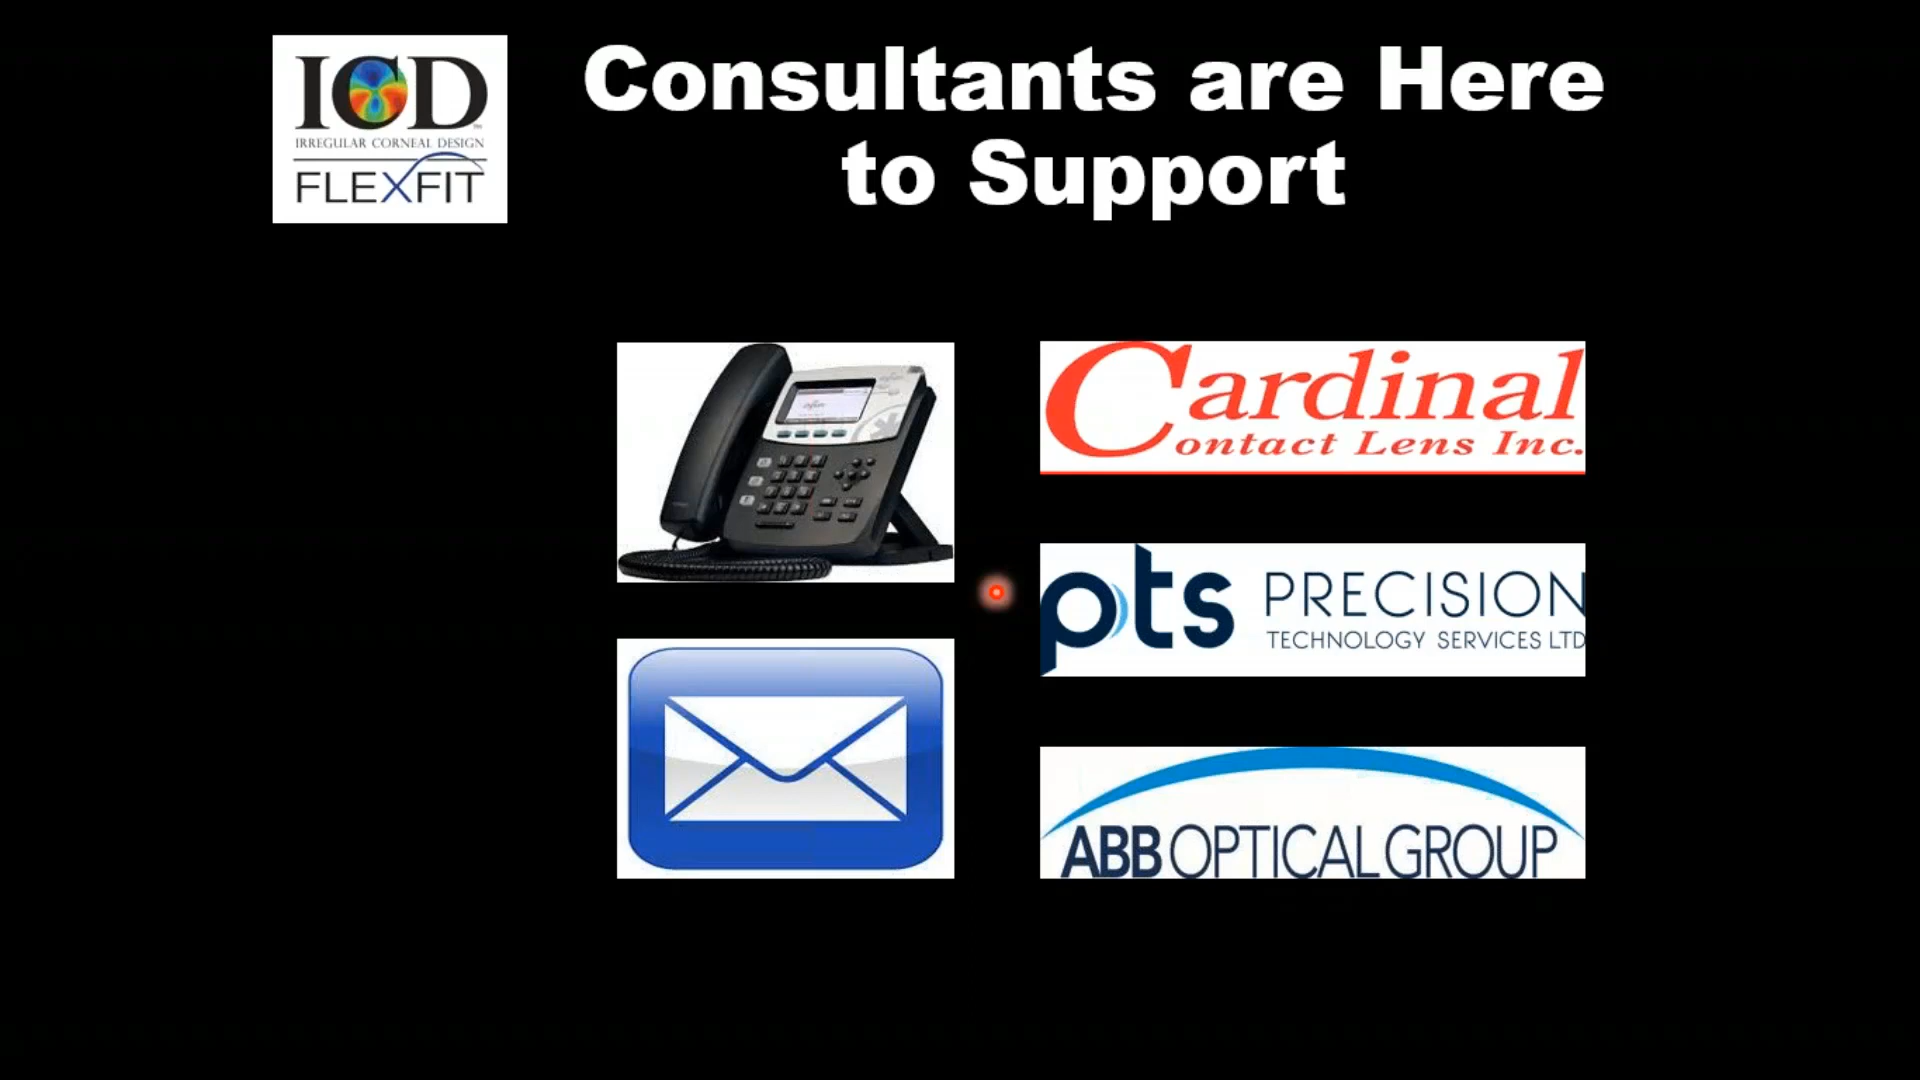 ICD
IRREGULAR CORNEAL DESIGN
FLEXFIT
Consultants are Here
to Support
Cardinal
Contact Lens Inc.
pts PRECISION
TECHNOLOGY SERVICES LTD
ABB OPTICAL GROUP